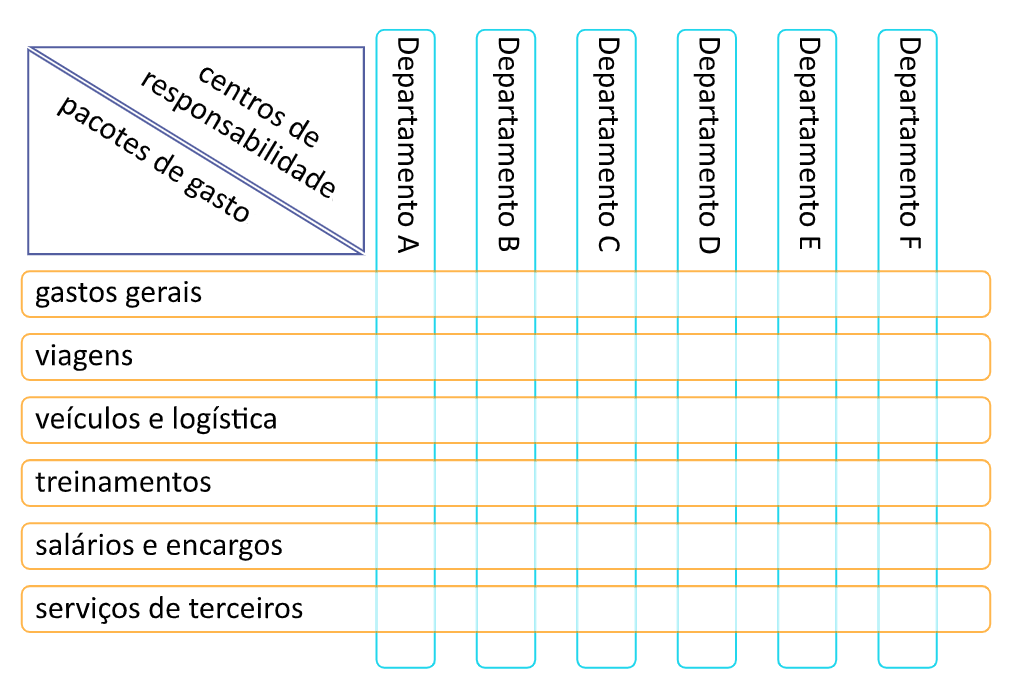 centros de
responsabilidade
pacotes de gasto
Departamento A
Departamento B
Departamento C
Departamento D
Departamento E
Departamento F
gastos gerais
viagens
veículos e logística
treinamentos
salários e encargos
serviços de terceiros